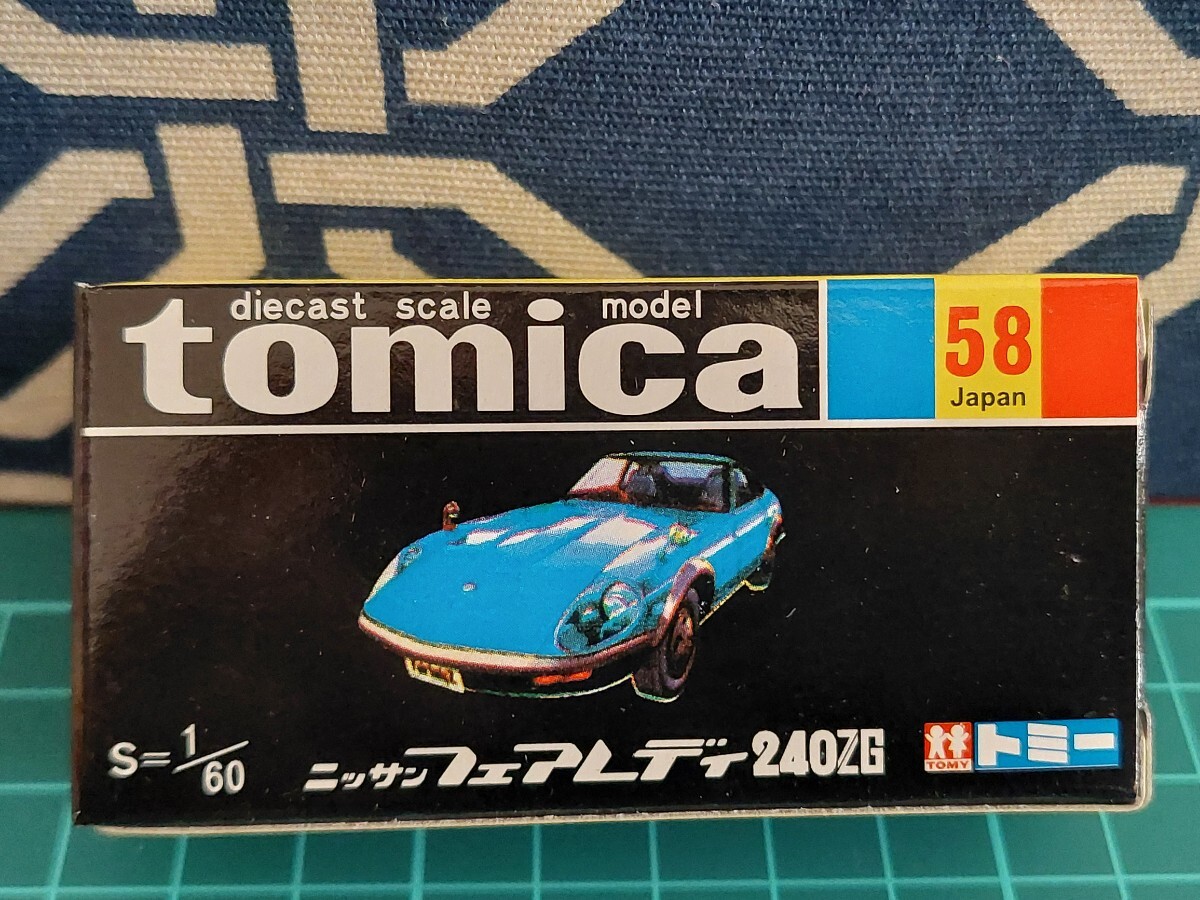 diecast scale model
tomica
58
Japan
S=1/60
ニッサンフェアレディ240ZG
TOMY
トミー